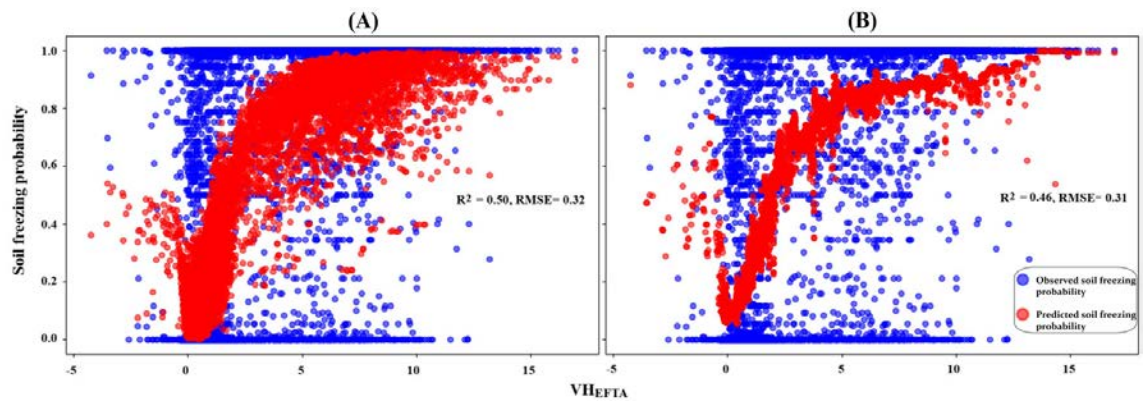 (A)
(B)
Soil freezing probability
1.0
0.8
0.6
0.4
0.2
0.0
R² = 0.50, RMSE= 0.32
R² = 0.46, RMSE= 0.31
Observed soil freezing
probability
Predicted soil freezing
probability
-5 0 5 10 15
-5 0 5 10 15
VH_EFTA